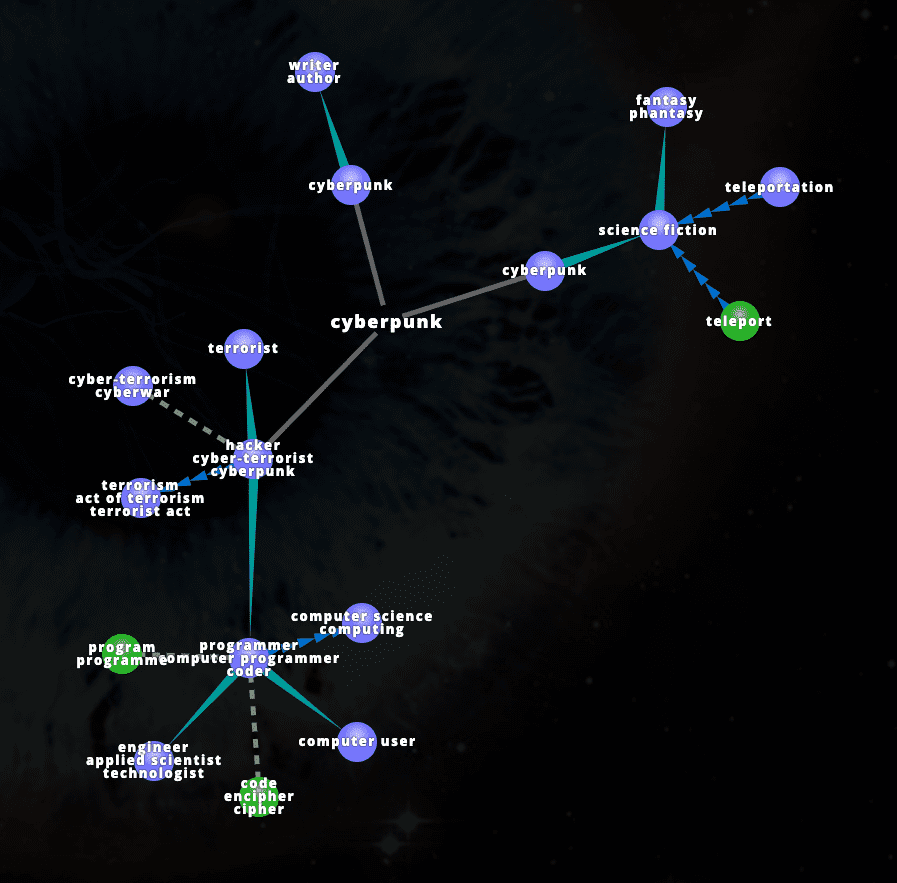 writer
author
fantasy
phantasy
cyberpunk
teleportation
science fiction
cyberpunk
teleport
cyberpunk
terrorist
cyber-terrorism
cyberwar
hacker
cyber-terrorist
cyberpunk
terrorism
act of terrorism
terrorist act
computer science
computing
program
programme
programmer
computer programmer
coder
computer user
engineer
applied scientist
technologist
code
encipher
cipher